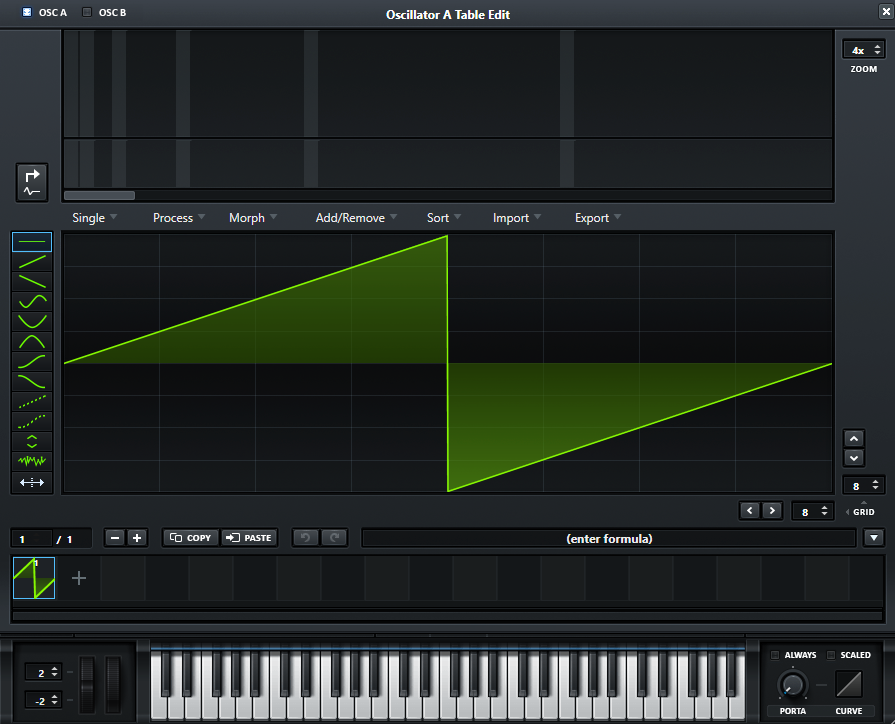 OSC A OSC B Oscillator A Table Edit
4x
ZOOM
Single Process Morph Add/Remove Sort Import Export
8
8 GRID
1 / 1 COPY PASTE (enter formula)
1
ALWAYS SCALED
2
-2
PORTA CURVE